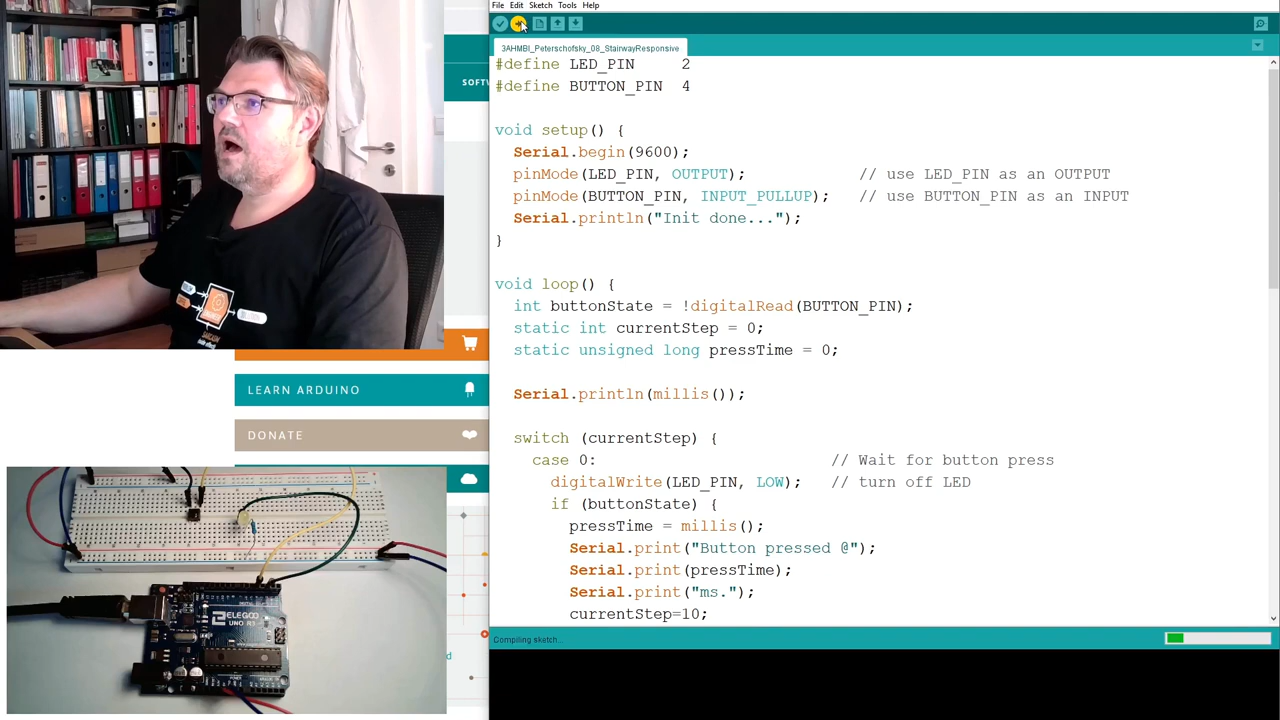 File Edit Sketch Tools Help
3AHMBI_Peterschofsky_08_StairwayResponsive
#define LED_PIN 2
#define BUTTON_PIN 4
void setup() {
Serial.begin(9600);
pinMode(LED_PIN, OUTPUT); // use LED_PIN as an OUTPUT
pinMode(BUTTON_PIN, INPUT_PULLUP); // use BUTTON_PIN as an INPUT
Serial.println("Init done...");
}
void loop() {
int buttonState = !digitalRead(BUTTON_PIN);
static int currentStep = 0;
static unsigned long pressTime = 0;
Serial.println(millis());
switch (currentStep) {
case 0: // Wait for button press
digitalWrite(LED_PIN, LOW); // turn off LED
if (buttonState) {
pressTime = millis();
Serial.print("Button pressed @");
Serial.print(pressTime);
Serial.print("ms.");
currentStep=10;
Compiling sketch...
SOFTW
LEARN ARDUINO
DONATE
d
ELEGOO
UNO R3